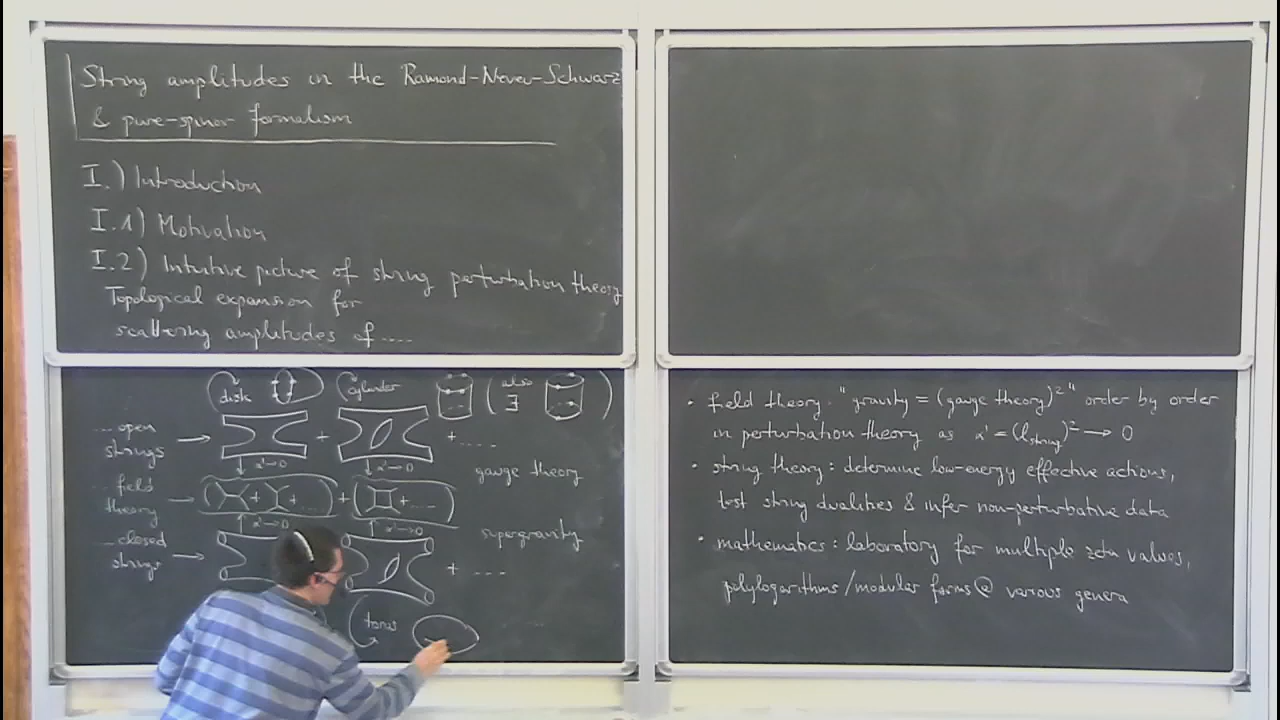 String amplitudes in the Ramond-Neveu-Schwarz
& pure-spinor formalism
I.) Introduction
I.1) Motivation
I.2) Intuitive picture of string perturbation theory
Topological expansion for
scattering amplitudes of ....
disk cylinder ( also ∃ )
... open
strings → + + ....
α'→0 α'→0
gauge theory
... field
theory → ( + + .... ) + ( + .... )
α'→0 α'→0
supergravity
... closed
strings → + ...
torus
• field theory: "gravity = (gauge theory)²" order by order
in perturbation theory as α' = (l_string)² → 0
• string theory: determine low-energy effective actions,
test string dualities & infer non-perturbative data
• mathematics: laboratory for multiple zeta values,
polylogarithms/modular forms @ various genera